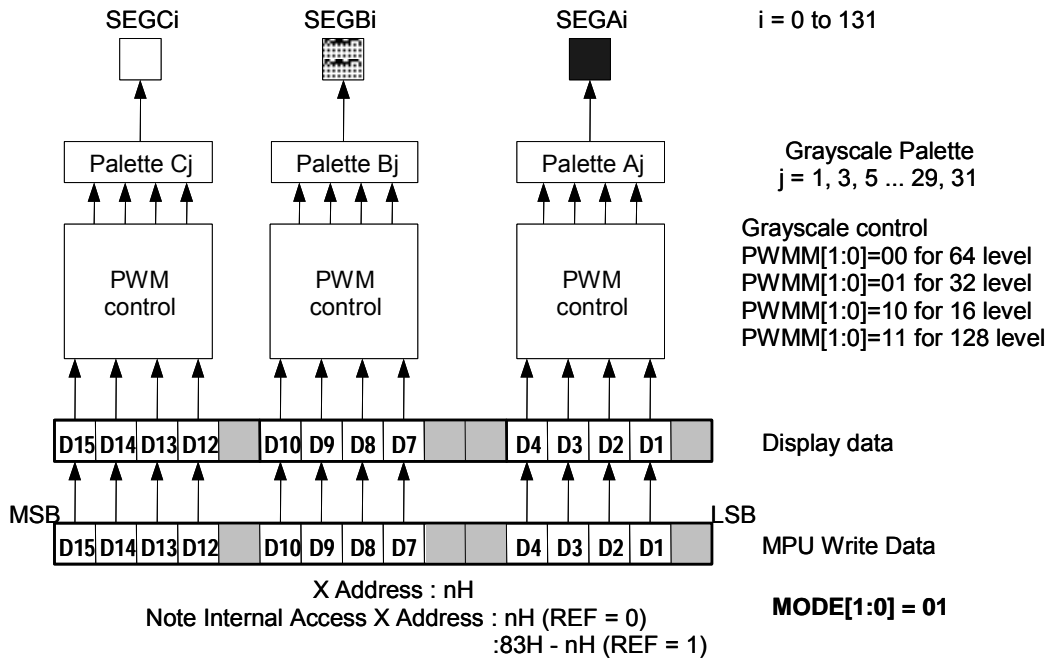 SEGCi SEGBi SEGAi i = 0 to 131
Palette Cj Palette Bj Palette Aj
Grayscale Palette
j = 1, 3, 5 ... 29, 31
PWM control PWM control PWM control
Grayscale control
PWMM[1:0]=00 for 64 level
PWMM[1:0]=01 for 32 level
PWMM[1:0]=10 for 16 level
PWMM[1:0]=11 for 128 level
D15 D14 D13 D12 D10 D9 D8 D7 D4 D3 D2 D1 Display data
MSB LSB
D15 D14 D13 D12 D10 D9 D8 D7 D4 D3 D2 D1 MPU Write Data
X Address : nH
Note Internal Access X Address : nH (REF = 0)
:83H - nH (REF = 1)
MODE[1:0] = 01